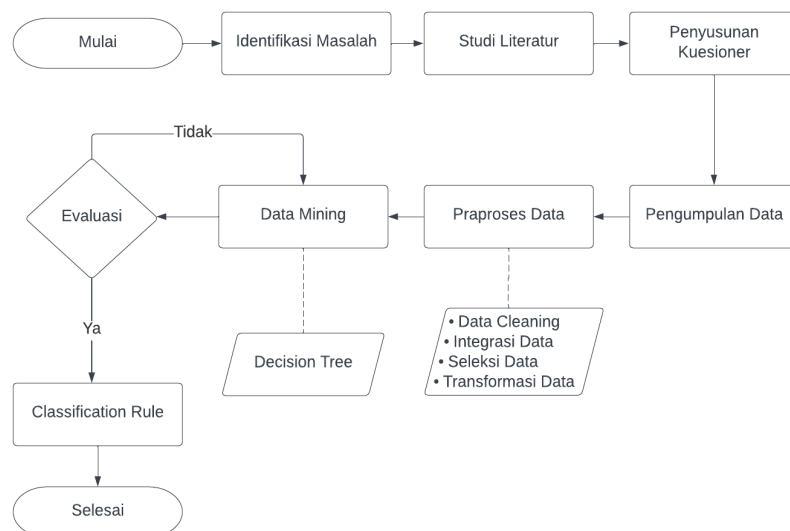 Mulai
Identifikasi Masalah
Studi Literatur
Penyusunan
Kuesioner
Tidak
Evaluasi
Data Mining
Praproses Data
Pengumpulan Data
Ya
Decision Tree
• Data Cleaning
• Integrasi Data
• Seleksi Data
• Transformasi Data
Classification Rule
Selesai